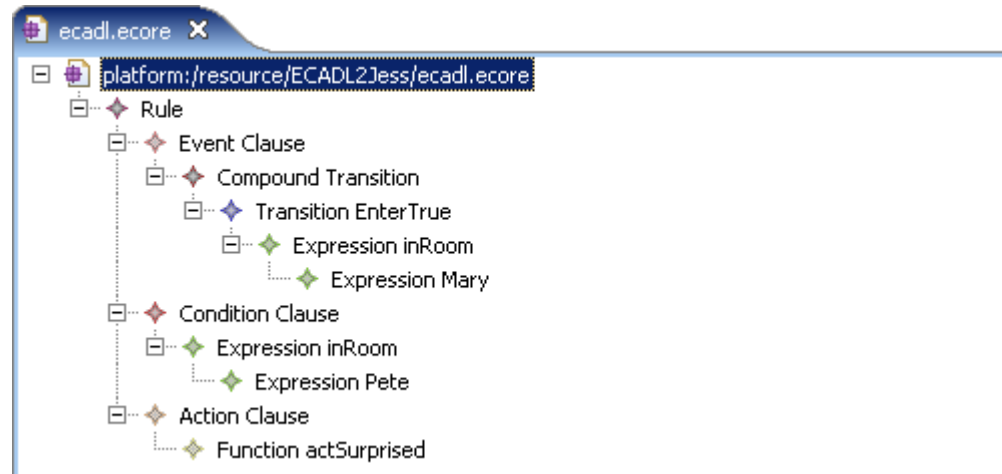 ecadl.ecore
platform:/resource/ECADL2Jess/ecadl.ecore
Rule
Event Clause
Compound Transition
Transition EnterTrue
Expression inRoom
Expression Mary
Condition Clause
Expression inRoom
Expression Pete
Action Clause
Function actSurprised